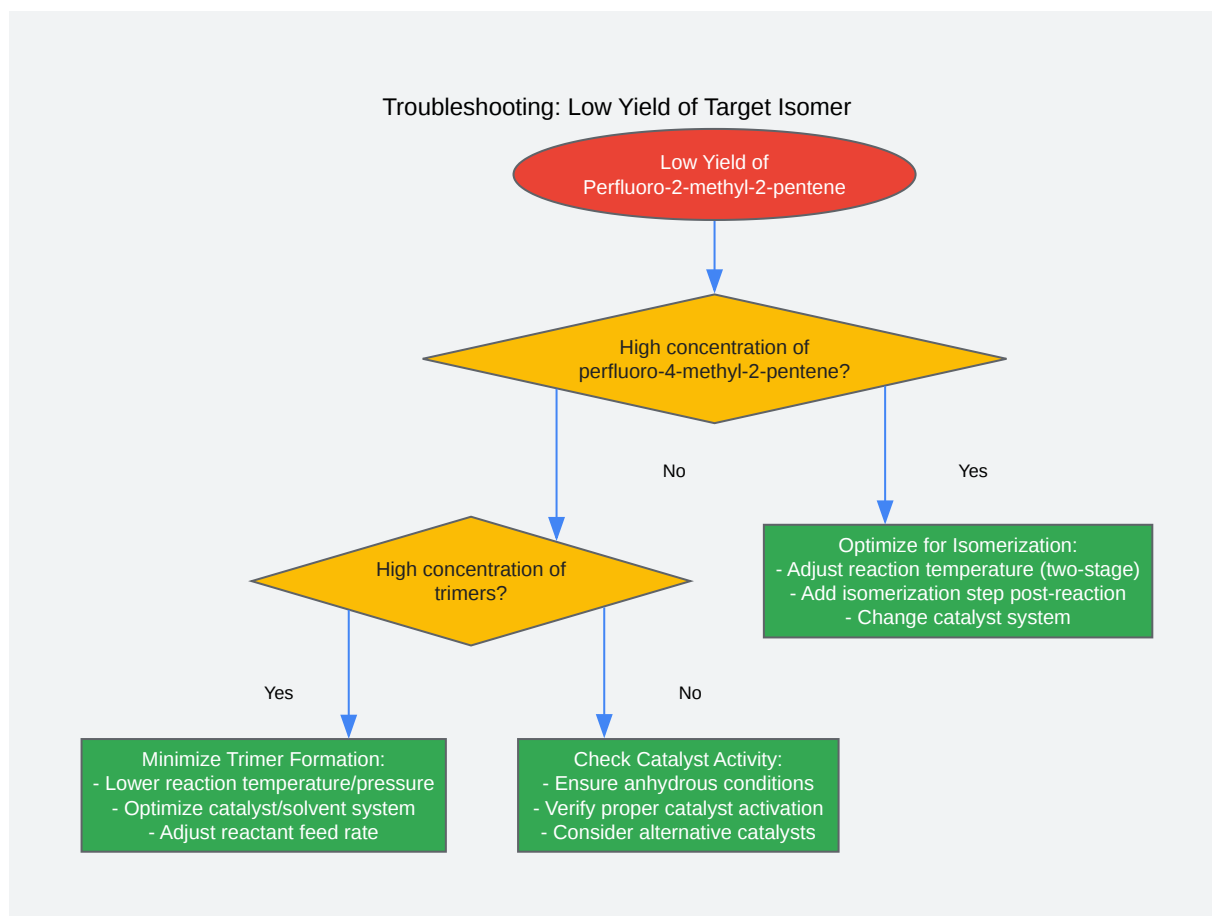 Troubleshooting: Low Yield of Target Isomer
Low Yield of
Perfluoro-2-methyl-2-pentene
High concentration of
perfluoro-4-methyl-2-pentene?
No
Yes
High concentration of
trimers?
Optimize for Isomerization:
- Adjust reaction temperature (two-stage)
- Add isomerization step post-reaction
- Change catalyst system
Yes
No
Minimize Trimer Formation:
- Lower reaction temperature/pressure
- Optimize catalyst/solvent system
- Adjust reactant feed rate
Check Catalyst Activity:
- Ensure anhydrous conditions
- Verify proper catalyst activation
- Consider alternative catalysts